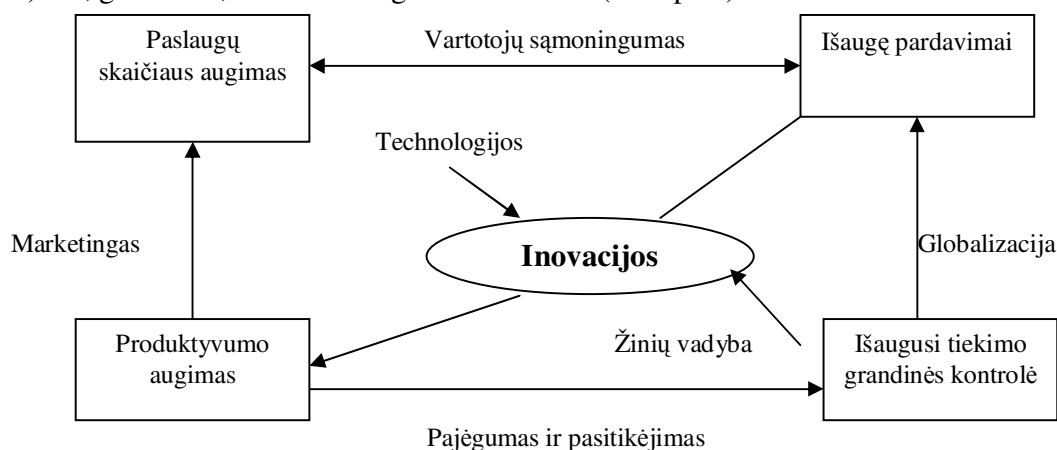 Paslaugų
skaičiaus augimas
Vartotojų sąmoningumas
Išaugę pardavimai
Technologijos
Marketingas
Inovacijos
Globalizacija
Produktyvumo
augimas
Žinių vadyba
Išaugusi tiekimo
grandinės kontrolė
Pajėgumas ir pasitikėjimas